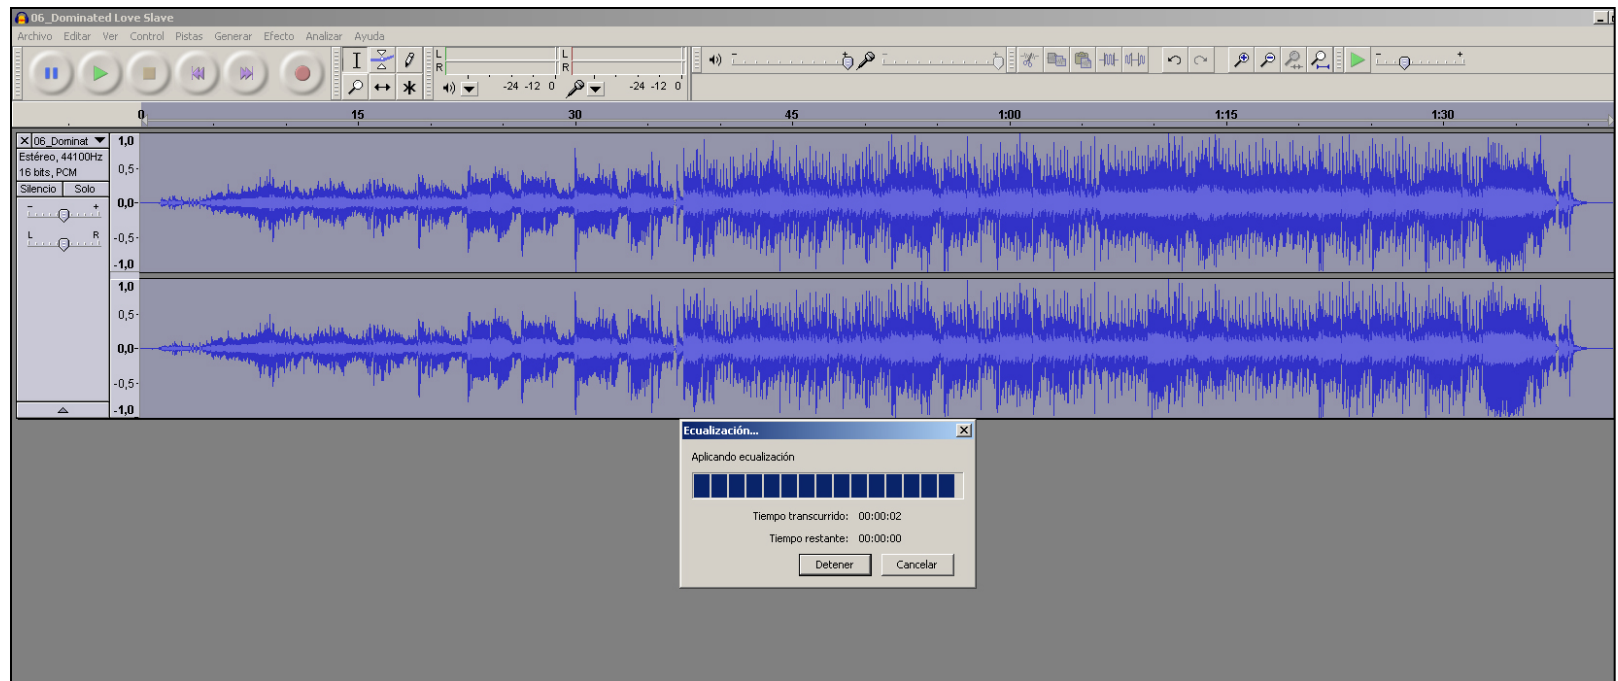 06_Dominated Love Slave
Archivo Editar Ver Control Pistas Generar Efecto Analizar Ayuda
L
R
L
R
-24 -12 0
-24 -12 0
0 15 30 45 1:00 1:15 1:30
06_Dominat
Estéreo, 44100Hz
16 bits, PCM
Silencio Solo
- +
L R
1,0
0,5-
0,0-
-0,5-
-1,0
1,0
0,5-
0,0-
-0,5-
-1,0
Ecualización...
Aplicando ecualización
Tiempo transcurrido: 00:00:02
Tiempo restante: 00:00:00
Detener Cancelar